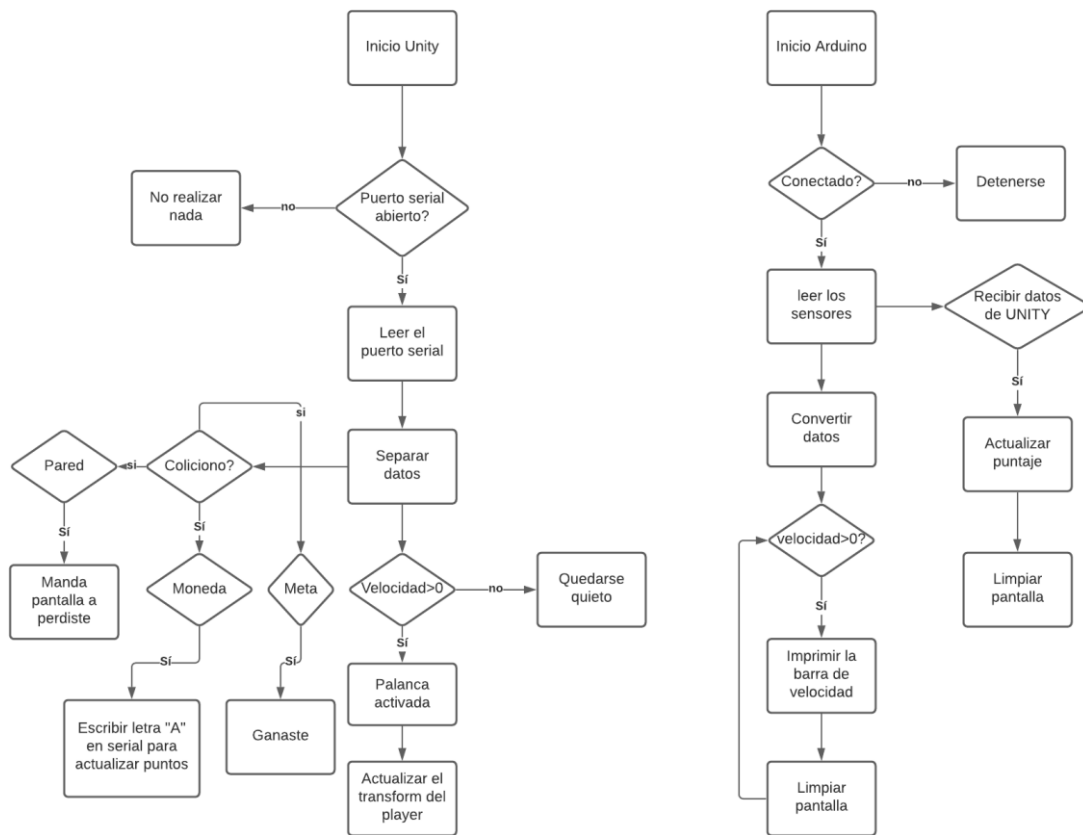 Inicio Unity
Puerto serial
abierto?
no
No realizar
nada
Sí
Leer el
puerto serial
Separar
datos
Coliciono?
si
Pared
Sí
Manda
pantalla a
perdiste
Sí
Moneda
Sí
Escribir letra "A"
en serial para
actualizar puntos
si
Meta
Sí
Ganaste
Velocidad>0
no
Quedarse
quieto
Sí
Palanca
activada
Actualizar el
transform del
player
Inicio Arduino
Conectado?
no
Detenerse
Sí
leer los
sensores
Recibir datos
de UNITY
Sí
Actualizar
puntaje
Limpiar
pantalla
Convertir
datos
velocidad>0?
Sí
Imprimir la
barra de
velocidad
Limpiar
pantalla